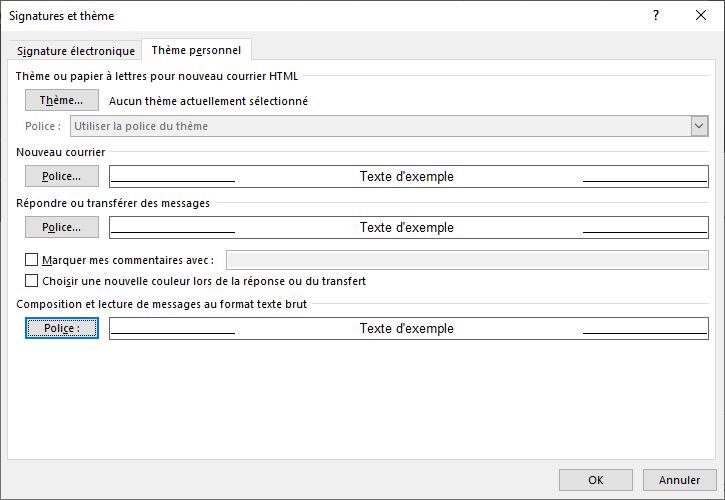 Signatures et thème
Signature électronique Thème personnel
Thème ou papier à lettres pour nouveau courrier HTML
Thème... Aucun thème actuellement sélectionné
Police : Utiliser la police du thème
Nouveau courrier
Police... Texte d'exemple
Répondre ou transférer des messages
Police... Texte d'exemple
Marquer mes commentaires avec :
Choisir une nouvelle couleur lors de la réponse ou du transfert
Composition et lecture de messages au format texte brut
Police : Texte d'exemple
OK Annuler